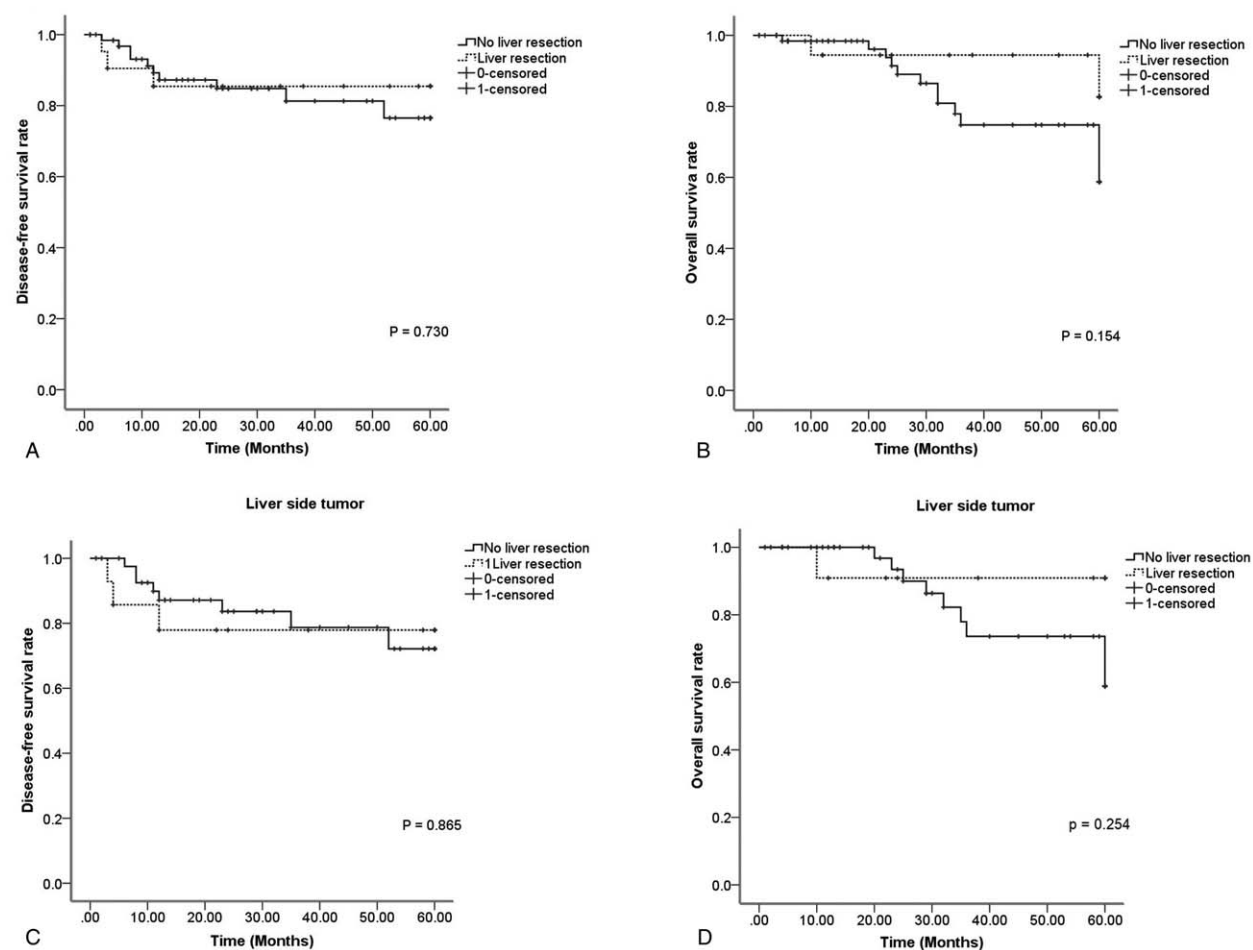 1.0
0.8
0.6
0.4
0.2
0.0
Disease-free survival rate
No liver resection
Liver resection
0-censored
1-censored
P = 0.730
.00 10.00 20.00 30.00 40.00 50.00 60.00
Time (Months)
A
1.0
0.8
0.6
0.4
0.2
0.0
Overall surviva rate
No liver resection
Liver resection
0-censored
1-censored
P = 0.154
.00 10.00 20.00 30.00 40.00 50.00 60.00
Time (Months)
B
Liver side tumor
1.0
0.8
0.6
0.4
0.2
0.0
Disease-free survival rate
No liver resection
1Liver resection
0-censored
1-censored
P = 0.865
.00 10.00 20.00 30.00 40.00 50.00 60.00
Time (Months)
C
Liver side tumor
1.0
0.8
0.6
0.4
0.2
0.0
Overall survival rate
No liver resection
Liver resection
0-censored
1-censored
p = 0.254
.00 10.00 20.00 30.00 40.00 50.00 60.00
Time (Months)
D